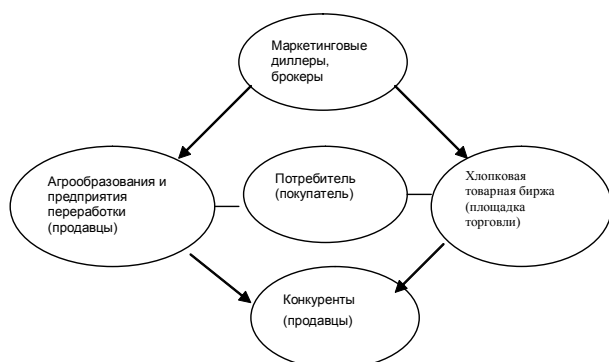 Маркетинговые
диллеры,
брокеры
Агрообразования и
предприятия
переработки
(продавцы)
Потребитель
(покупатель)
Хлопковая
товарная биржа
(площадка
торговли)
Конкуренты
(продавцы)